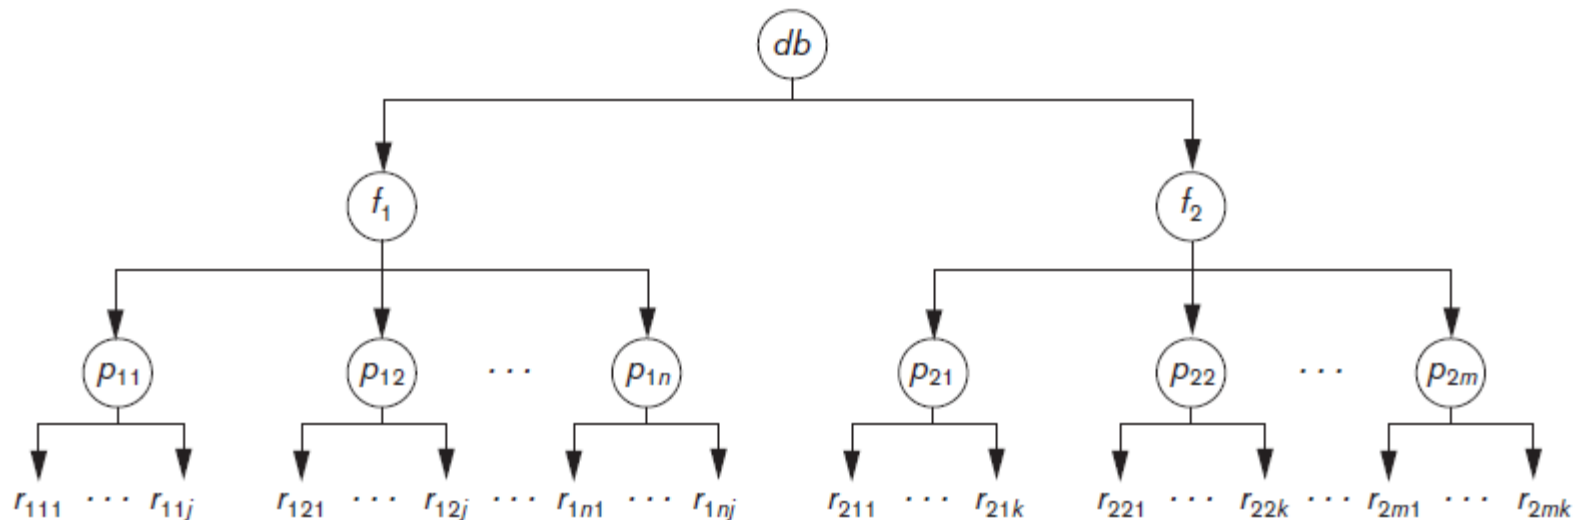 db
f₁ f₂
p₁₁ p₁₂ · · · p₁ₙ p₂₁ p₂₂ · · · p₂ₘ
r₁₁₁ · · · r₁₁ⱼ r₁₂₁ · · · r₁₂ⱼ · · · r₁ₙ₁ · · · r₁ₙⱼ r₂₁₁ · · · r₂₁ₖ r₂₂₁ · · · r₂₂ₖ · · · r₂ₘ₁ · · · r₂ₘₖ